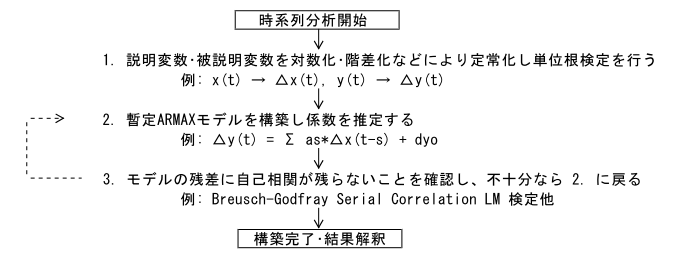 時系列分析開始
1. 説明変数･被説明変数を対数化･階差化などにより定常化し単位根検定を行う
例: x(t) → △x(t), y(t) → △y(t)
2. 暫定ARMAXモデルを構築し係数を推定する
例: △y(t) = Σ as*△x(t-s) + dyo
3. モデルの残差に自己相関が残らないことを確認し、不十分なら 2. に戻る
例: Breusch-Godfray Serial Correlation LM 検定他
構築完了･結果解釈